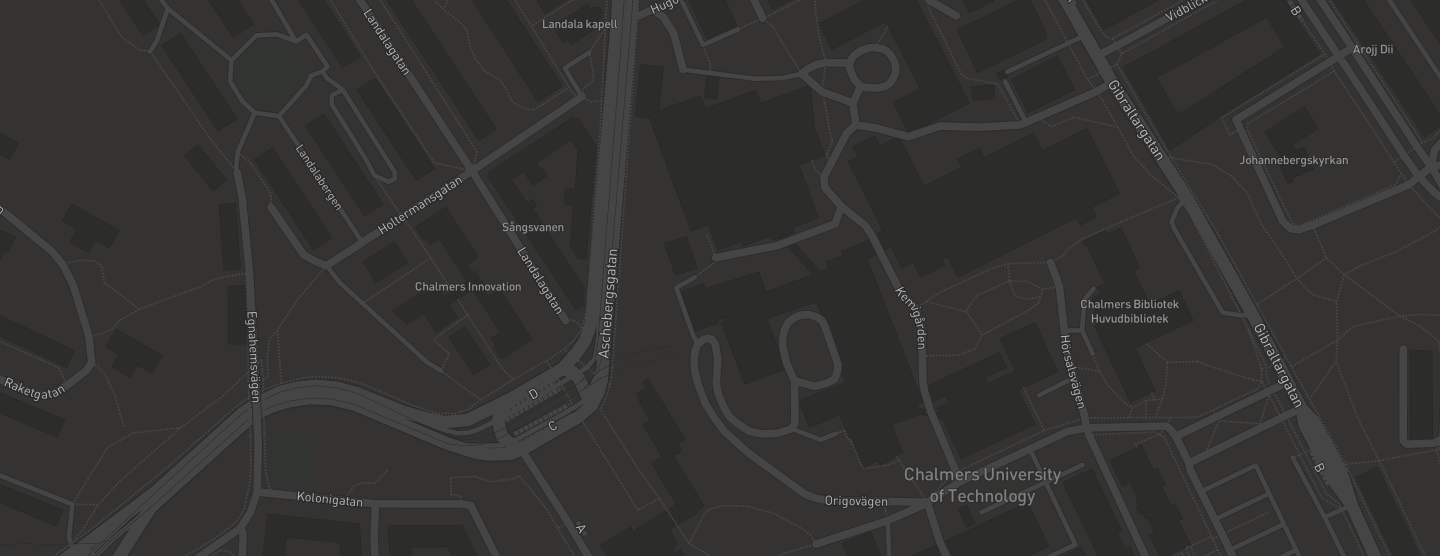 Landala kapell
Hugo
Vidblick
B
Arojj Dii
Landalagatan
Gibraltargatan
Johannebergskyrkan
Landalabergen
Holtermansgatan
Sångsvanen
Landalagatan
Chalmers Innovation
Aschebergsgatan
Kemigården
Chalmers Bibliotek
Huvudbibliotek
Egnahemsvägen
Hörsalsvägen
Gibraltargatan
Raketgatan
D
C
B
Chalmers University
of Technology
Kolonigatan
Origovägen
A